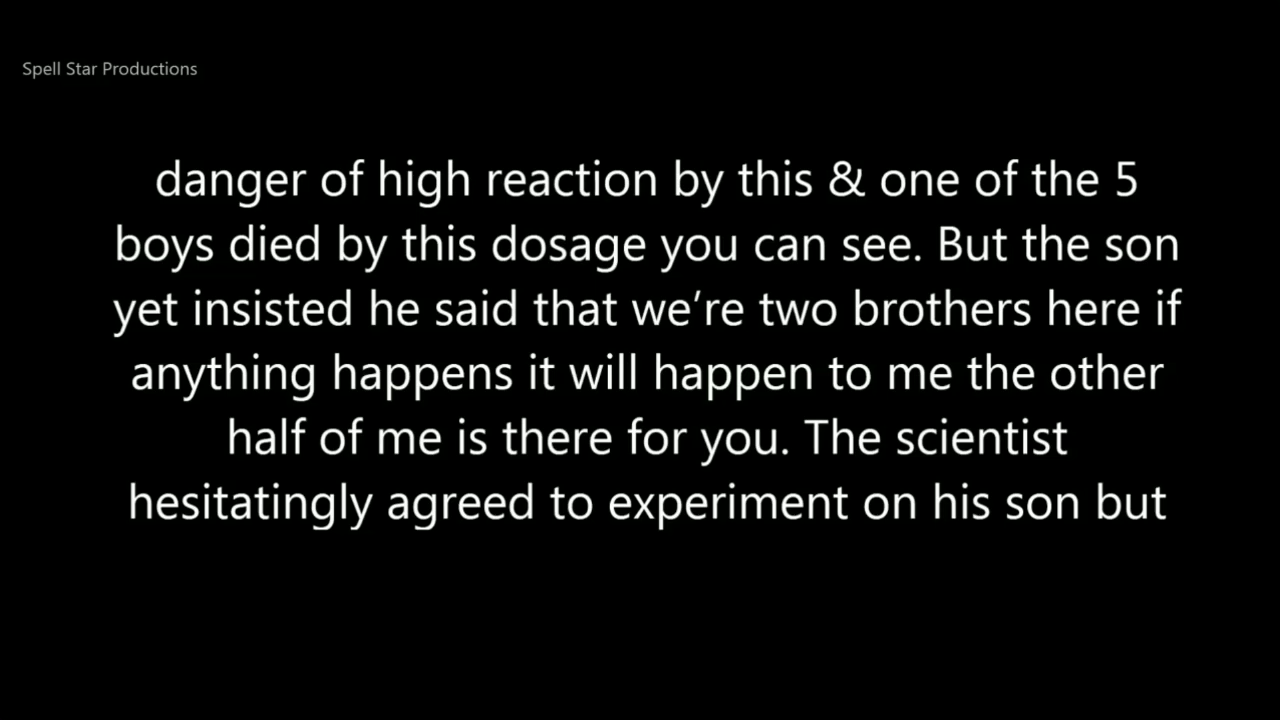 Spell Star Productions
danger of high reaction by this & one of the 5
boys died by this dosage you can see. But the son
yet insisted he said that we’re two brothers here if
anything happens it will happen to me the other
half of me is there for you. The scientist
hesitatingly agreed to experiment on his son but